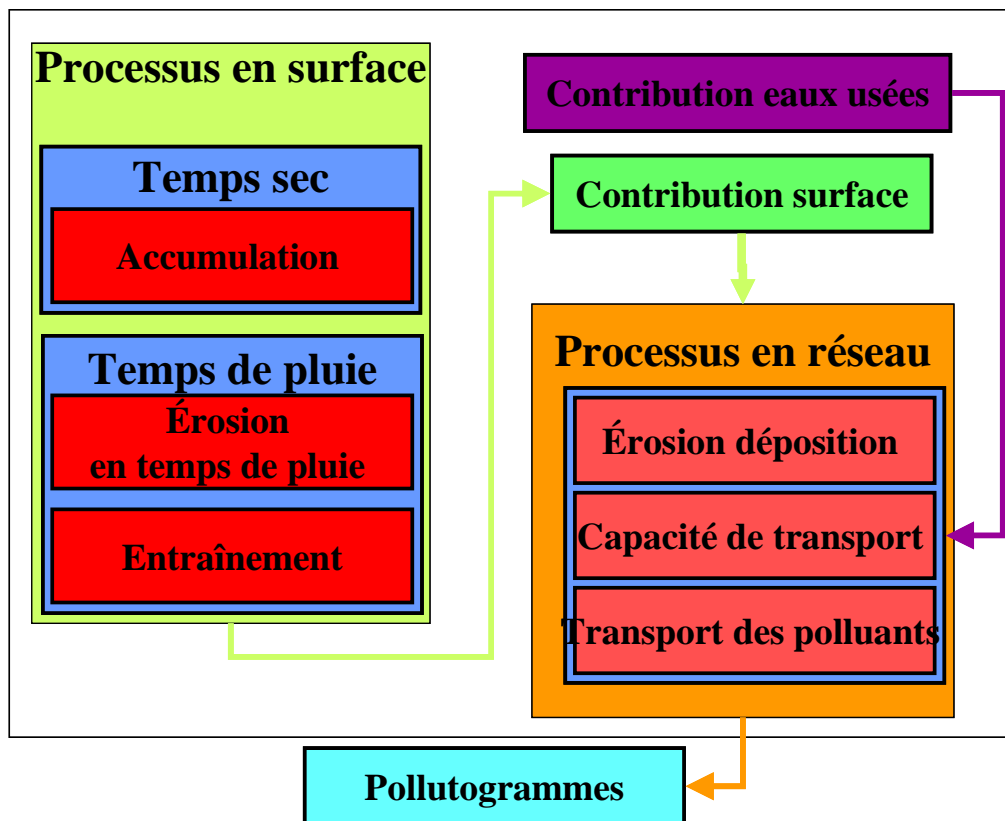 Processus en surface
Temps sec
Accumulation
Temps de pluie
Érosion
en temps de pluie
Entraînement
Contribution eaux usées
Contribution surface
Processus en réseau
Érosion déposition
Capacité de transport
Transport des polluants
Pollutogrammes